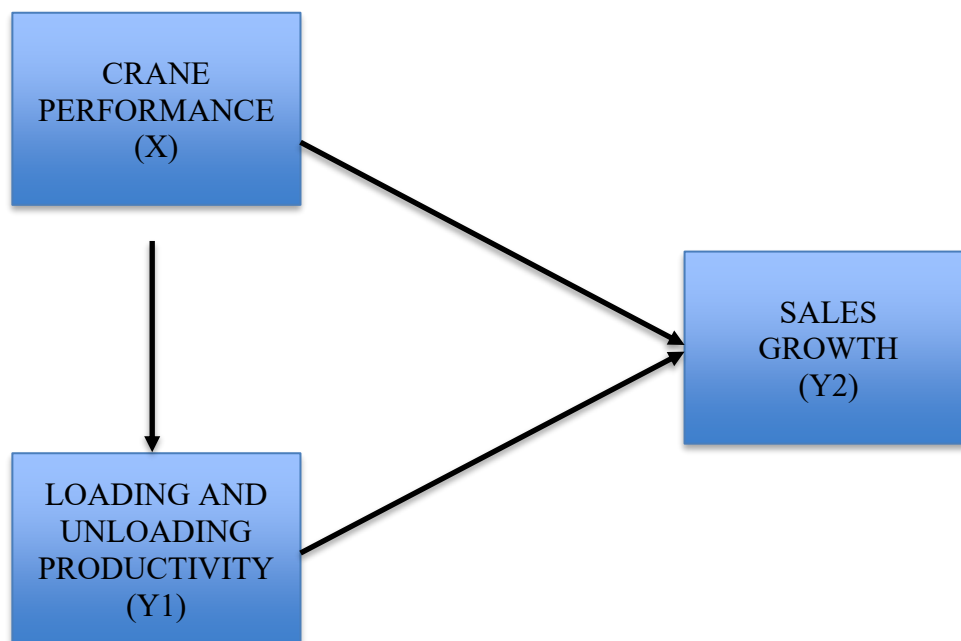 CRANE
PERFORMANCE
(X)
SALES
GROWTH
(Y2)
LOADING AND
UNLOADING
PRODUCTIVITY
(Y1)